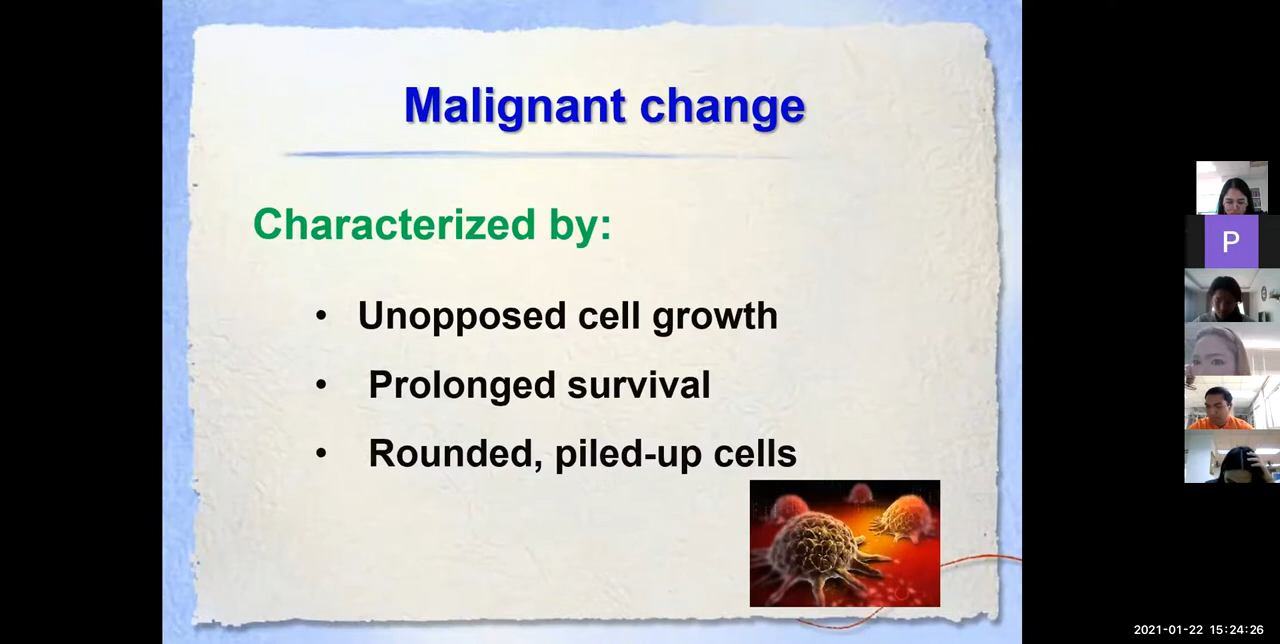 Malignant change
Characterized by:
• Unopposed cell growth
• Prolonged survival
• Rounded, piled-up cells
P
2021-01-22 15:24:26